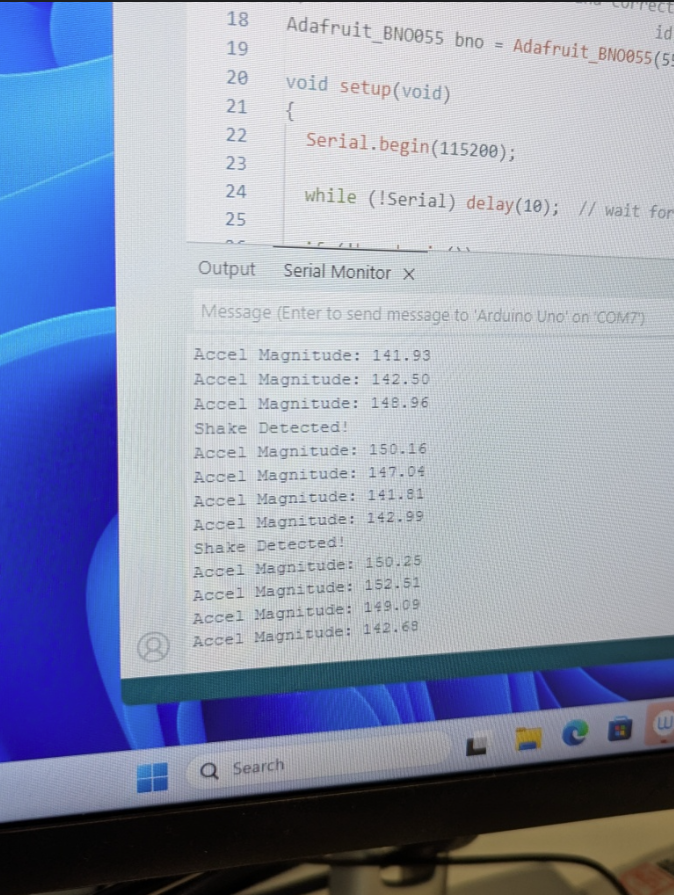 correct
id
18
Adafruit_BNO055 bno = Adafruit_BNO055(55
19
20
void setup(void)
21
{
22
Serial.begin(115200);
23
24
while (!Serial) delay(10); // wait for
25
Output Serial Monitor X
Message (Enter to send message to 'Arduino Uno' on 'COM7')
Accel Magnitude: 141.93
Accel Magnitude: 142.50
Accel Magnitude: 148.96
Shake Detected!
Accel Magnitude: 150.16
Accel Magnitude: 147.04
Accel Magnitude: 141.81
Accel Magnitude: 142.99
Shake Detected!
Accel Magnitude: 150.25
Accel Magnitude: 152.51
Accel Magnitude: 149.09
Accel Magnitude: 142.68
Search